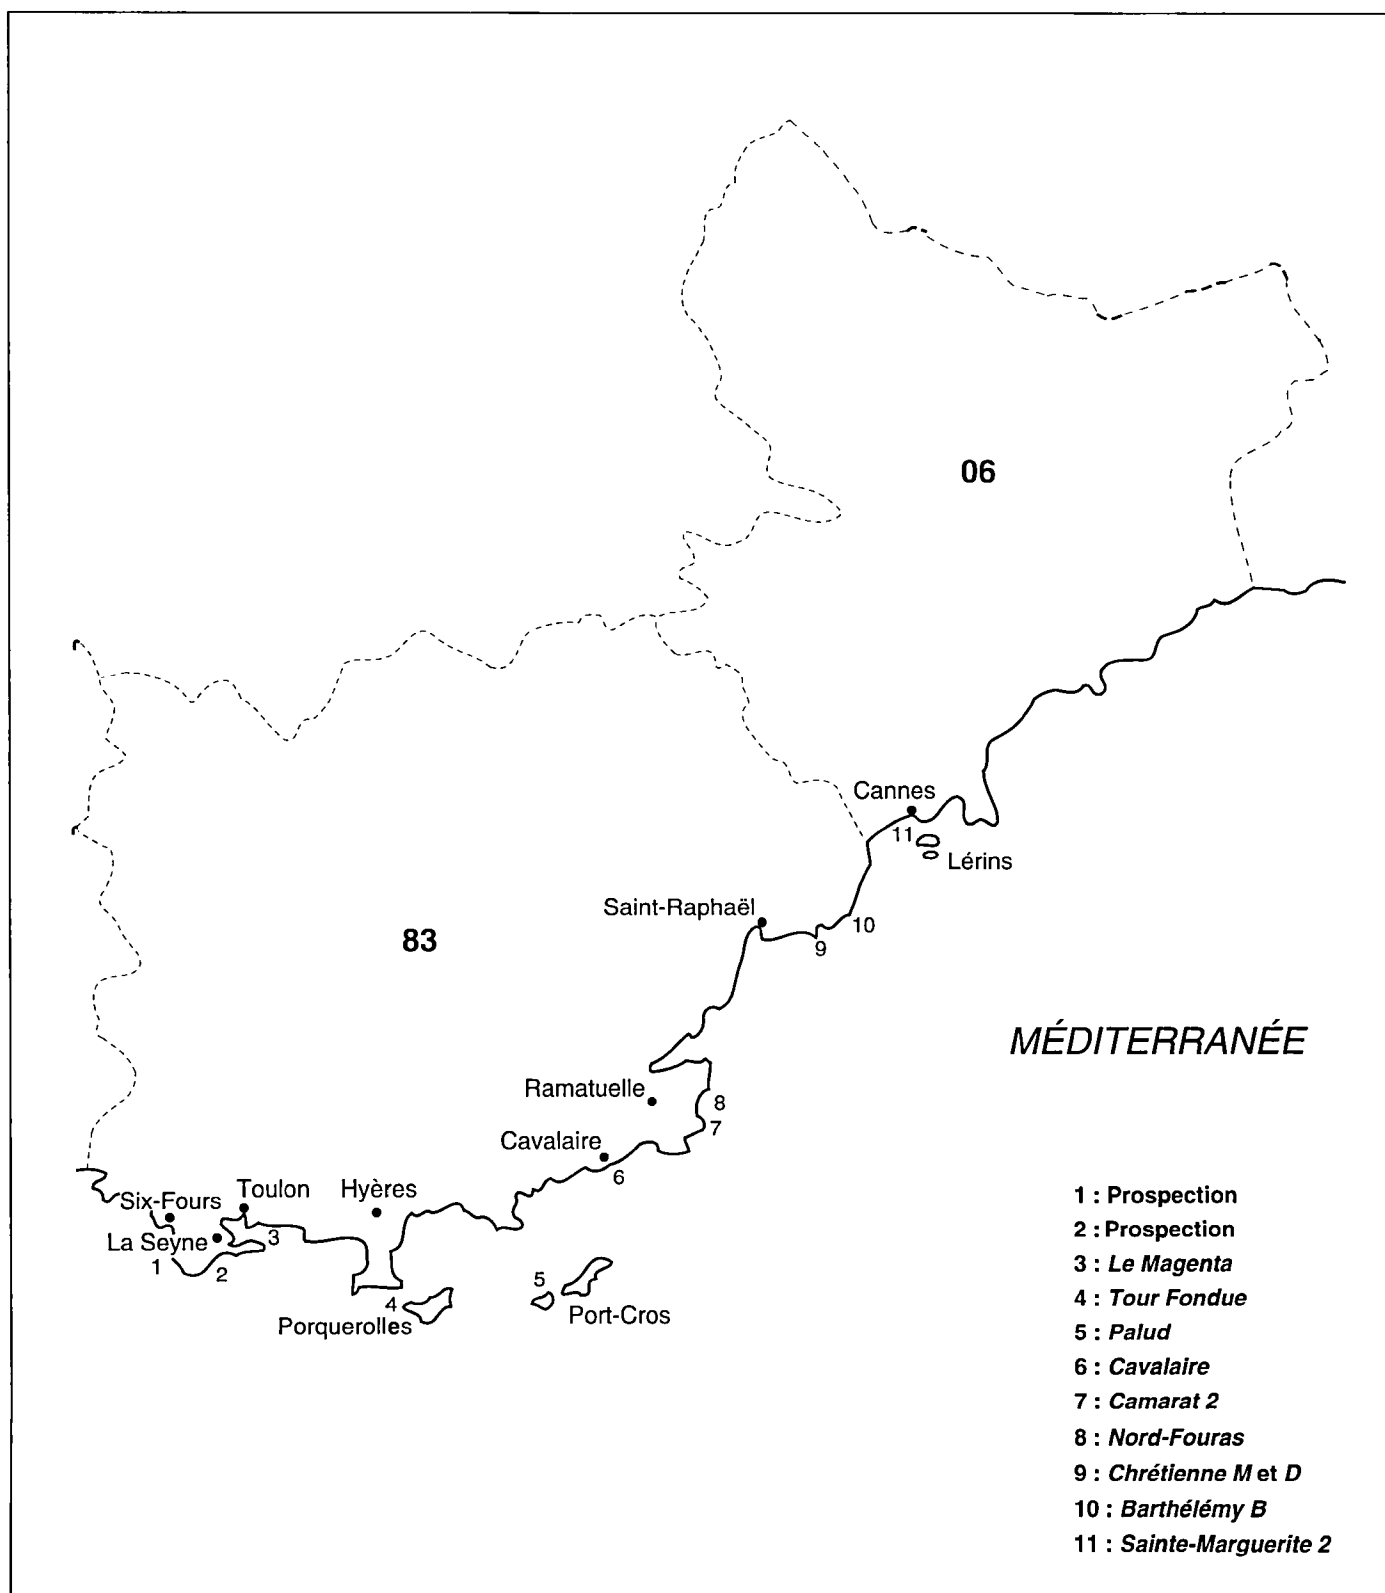 06
Cannes
11
Lérins
Saint-Raphaël
10
9
83
MÉDITERRANÉE
Ramatuelle
8
7
Cavalaire
6
Six-Fours
Toulon
Hyères
La Seyne
3
1
2
5
4
Porquerolles
Port-Cros
1 : Prospection
2 : Prospection
3 : Le Magenta
4 : Tour Fondue
5 : Palud
6 : Cavalaire
7 : Camarat 2
8 : Nord-Fouras
9 : Chrétienne M et D
10 : Barthélémy B
11 : Sainte-Marguerite 2